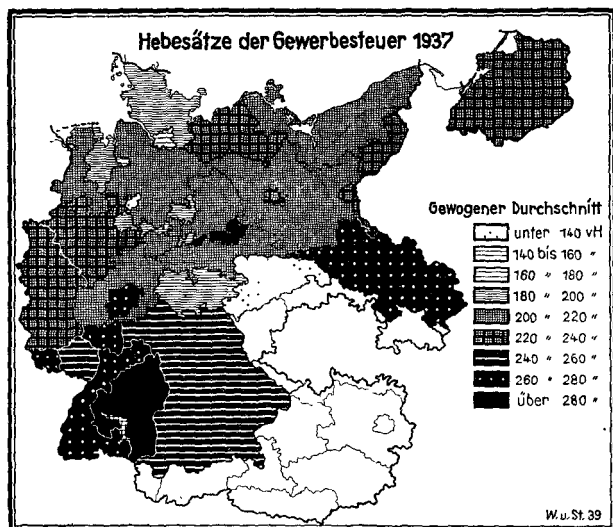 Hebesätze der Gewerbesteuer 1937
Gewogener Durchschnitt
unter 140 vH
140 bis 160 "
160 " 180 "
180 " 200 "
200 " 220 "
220 " 240 "
240 " 260 "
260 " 280 "
über 280 "
W.u.St.39